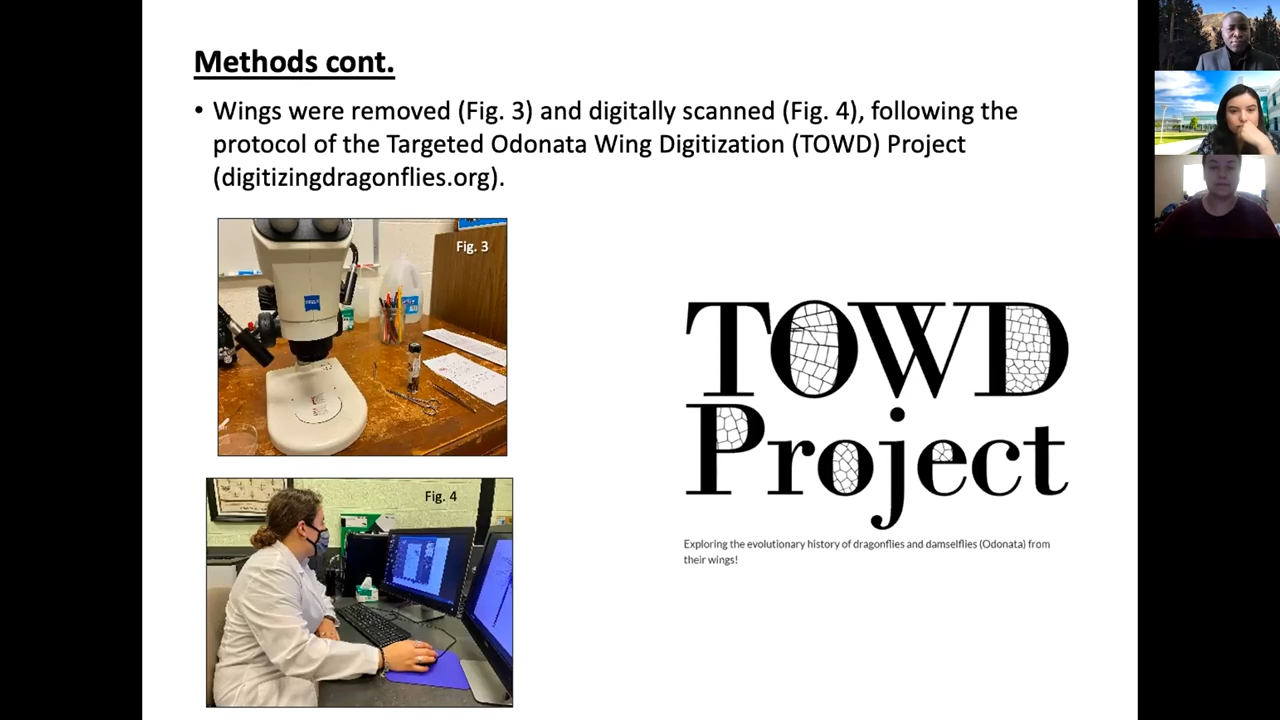 Methods cont.
• Wings were removed (Fig. 3) and digitally scanned (Fig. 4), following the
protocol of the Targeted Odonata Wing Digitization (TOWD) Project
(digitizingdragonflies.org).
Fig. 3
Fig. 4
TOWD
Project
Exploring the evolutionary history of dragonflies and damselflies (Odonata) from
their wings!